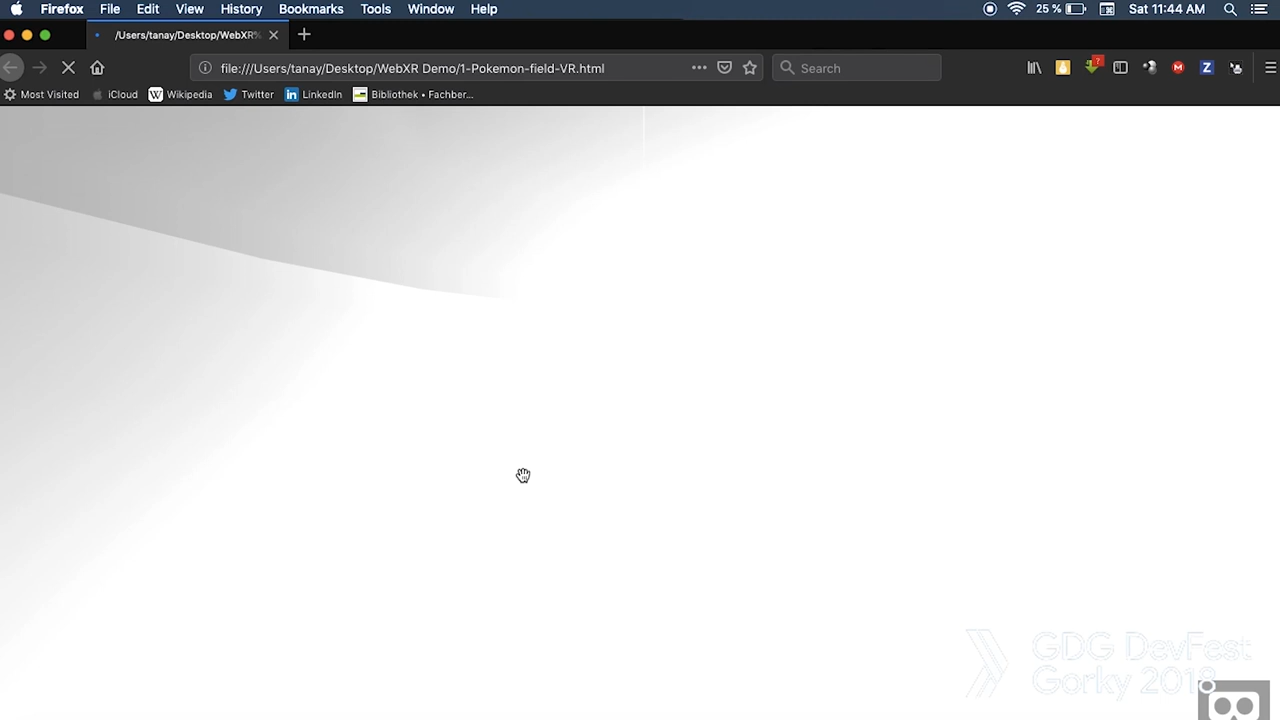 Firefox File Edit View History Bookmarks Tools Window Help 25 % Sat 11:44 AM
/Users/tanay/Desktop/WebXR%
file:///Users/tanay/Desktop/WebXR Demo/1-Pokemon-field-VR.html Search ? M Z
Most Visited iCloud W Wikipedia Twitter in LinkedIn Bibliothek • Fachber...
GDG DevFest
Gorky 2018